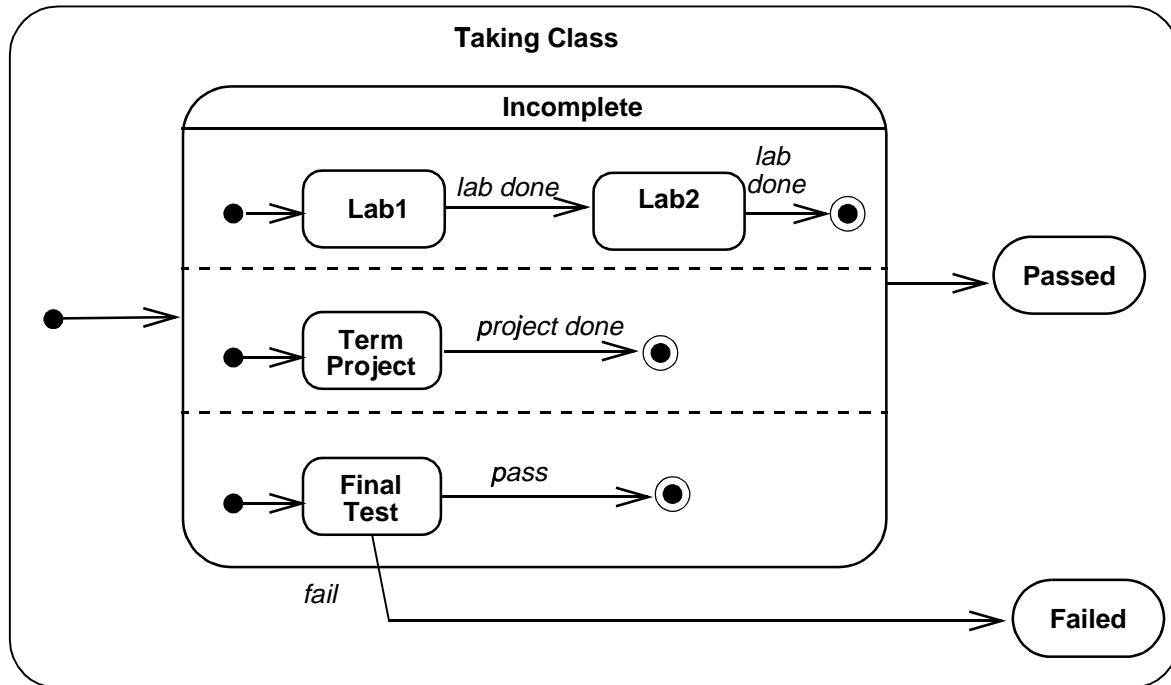 Taking Class
Incomplete
lab
done
lab done
Lab1
Lab2
Passed
project done
Term
Project
pass
Final
Test
fail
Failed